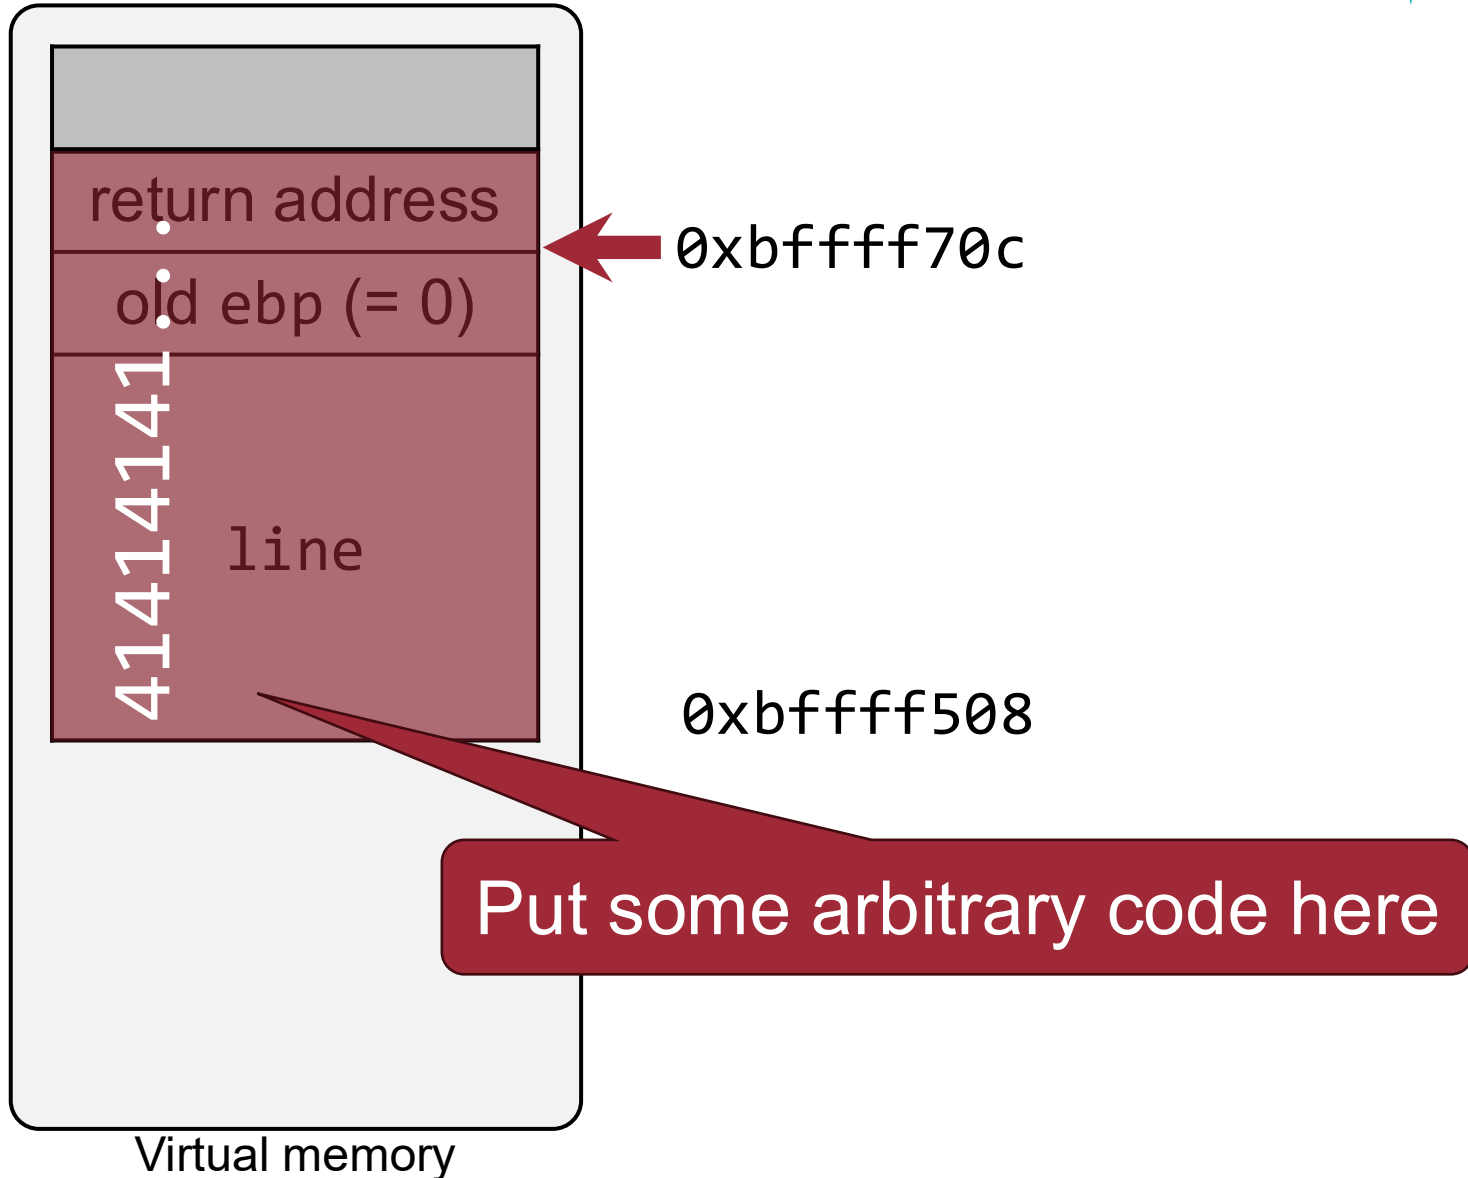 return address
0xbffff70c
old ebp (= 0)
41414141...
line
0xbffff508
Put some arbitrary code here
Virtual memory